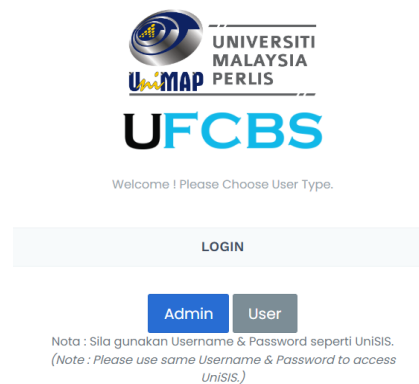 UNIVERSITI
MALAYSIA
PERLIS
UniMAP
UFCBS
Welcome ! Please Choose User Type.
LOGIN
Admin User
Nota : Sila gunakan Username & Password seperti UniSIS.
(Note : Please use same Username & Password to access
UniSIS.)